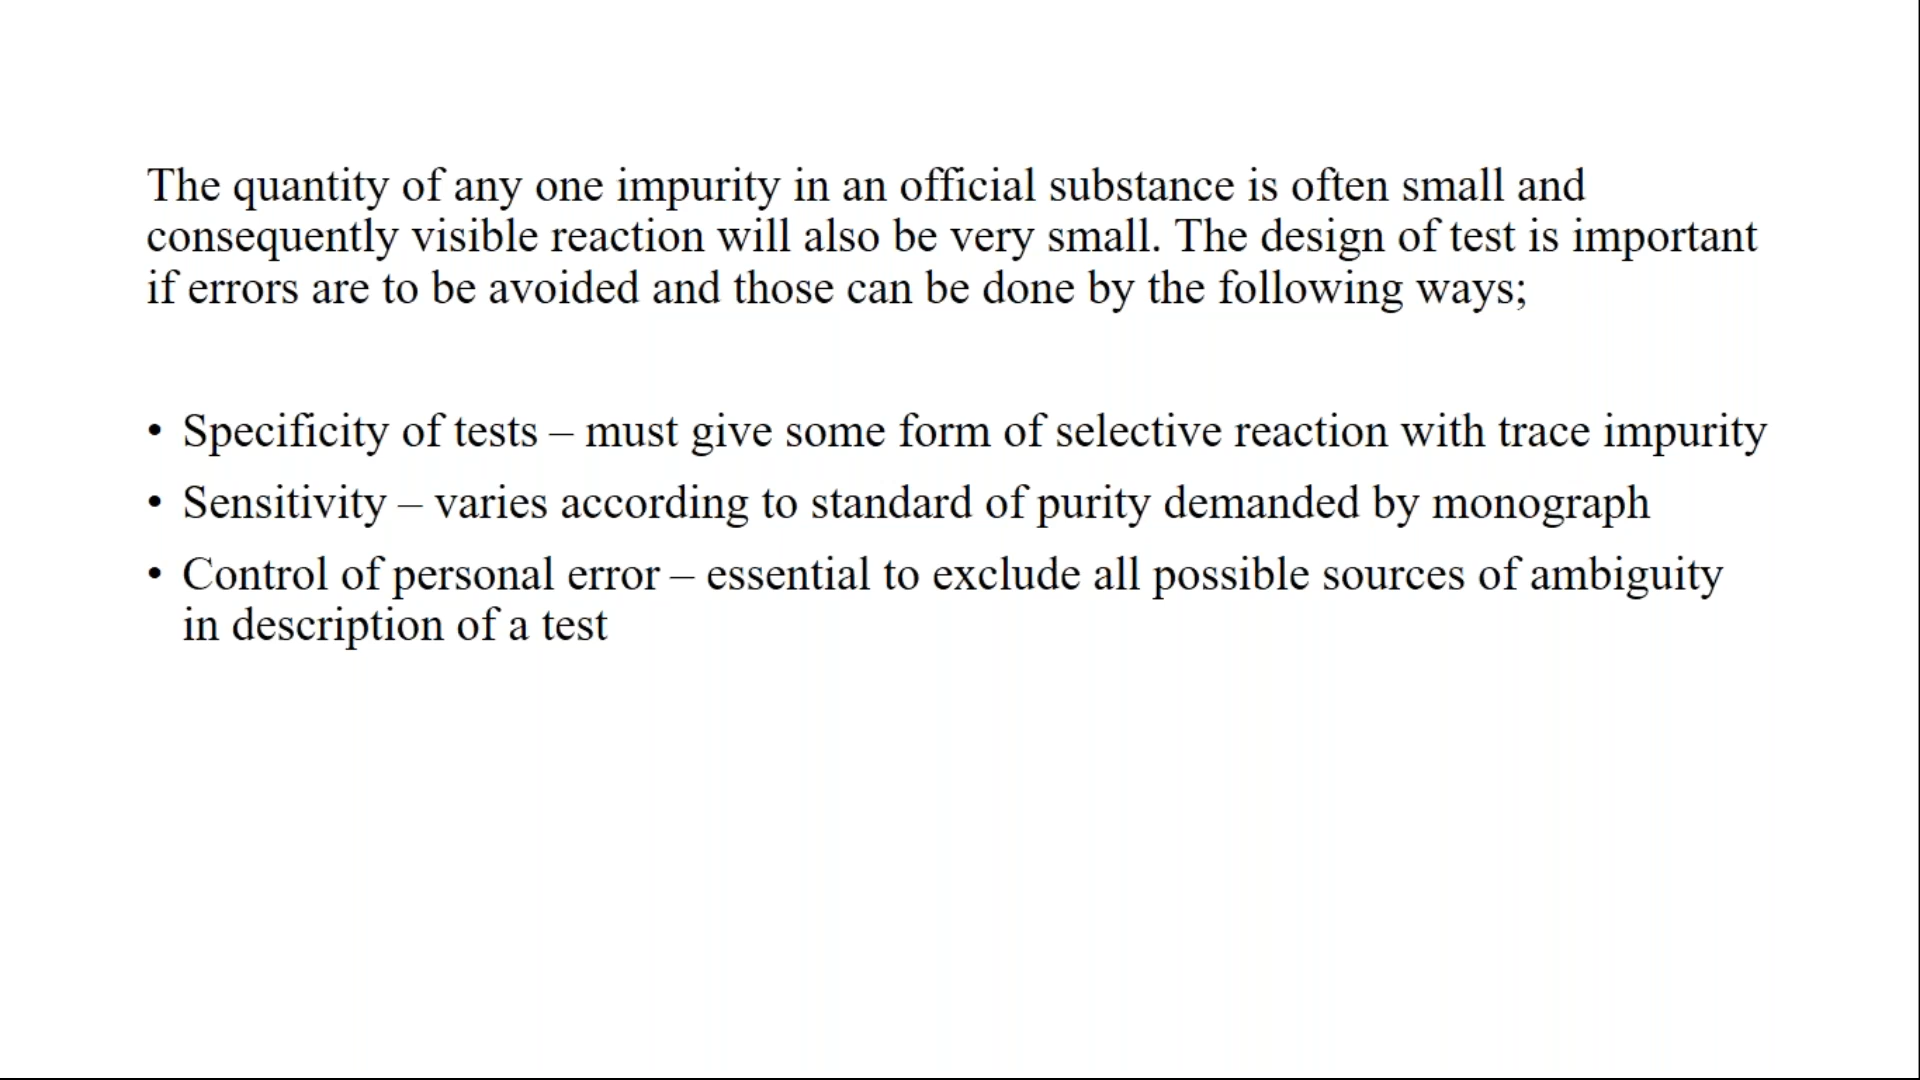 The quantity of any one impurity in an official substance is often small and
consequently visible reaction will also be very small. The design of test is important
if errors are to be avoided and those can be done by the following ways;
• Specificity of tests – must give some form of selective reaction with trace impurity
• Sensitivity – varies according to standard of purity demanded by monograph
• Control of personal error – essential to exclude all possible sources of ambiguity
in description of a test